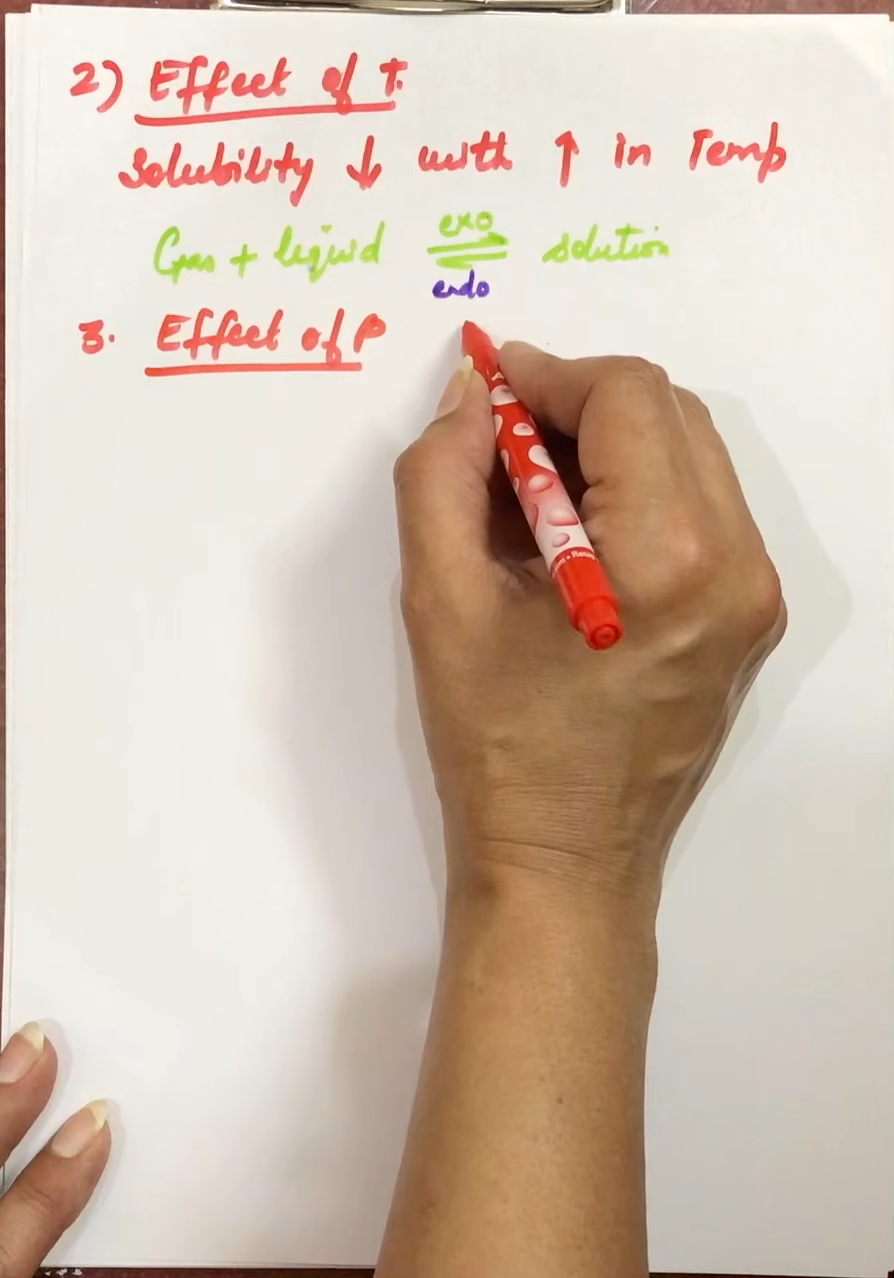 2) Effect of T.
Solubility ↓ with ↑ in Temp
exo
Gas + liquid ⇌ solution
endo
3. Effect of P